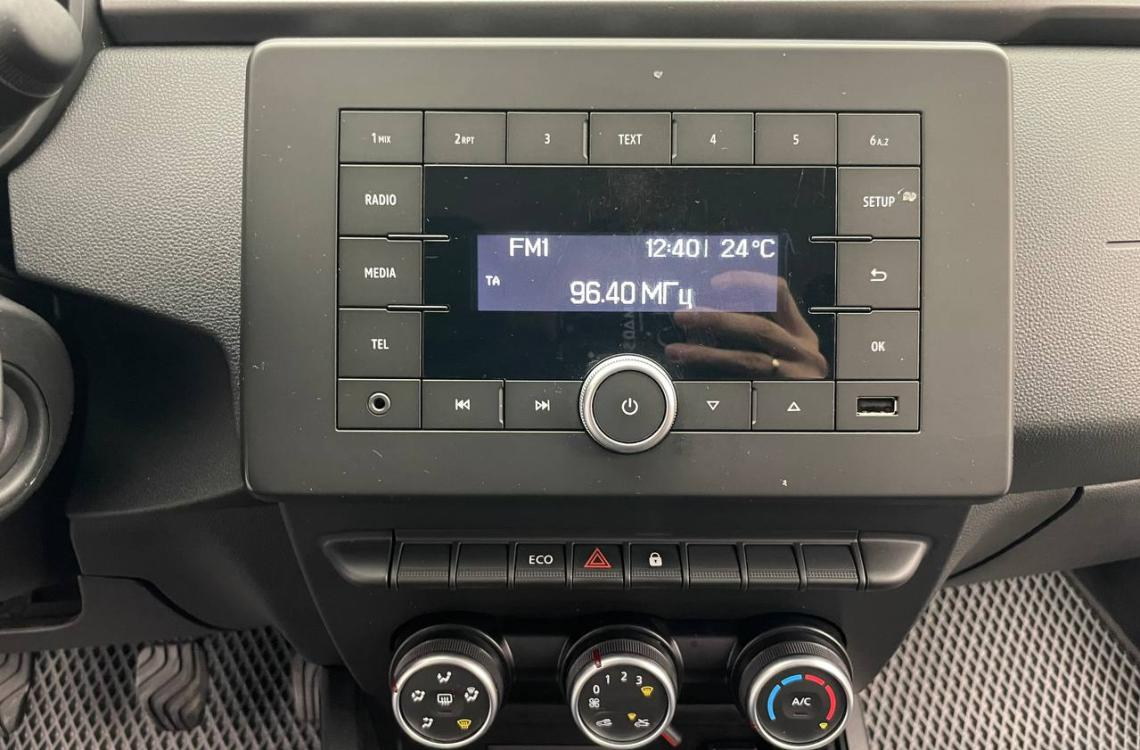 1 MIX 2 RPT 3 TEXT 4 5 6 A.Z
RADIO SETUP
FM1 12:40 24°C
MEDIA
TA
96.40 МГц
TEL OK
ECO
0 1 2 3
A/C